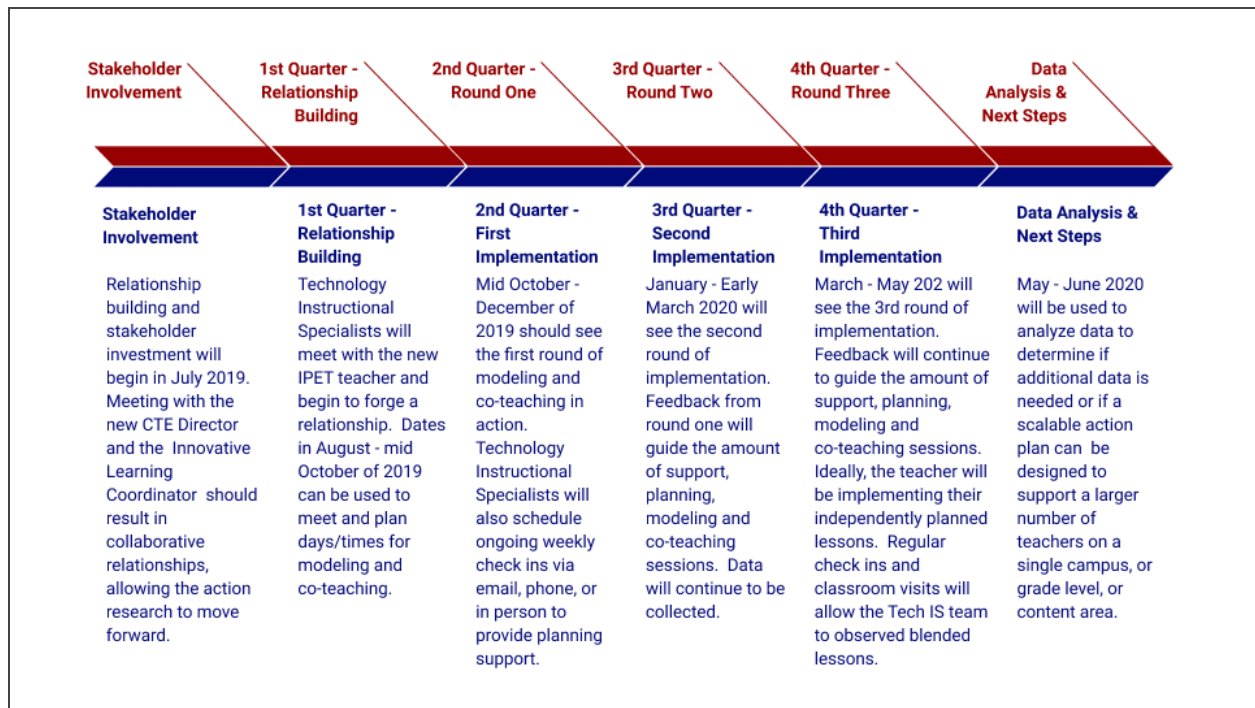 Stakeholder
Involvement
1st Quarter -
Relationship
Building
2nd Quarter -
Round One
3rd Quarter -
Round Two
4th Quarter -
Round Three
Data
Analysis &
Next Steps
Stakeholder
Involvement
Relationship
building and
stakeholder
investment will
begin in July 2019.
Meeting with the
new CTE Director
and the  Innovative
Learning
Coordinator  should
result in
collaborative
relationships,
allowing the action
research to move
forward.
1st Quarter -
Relationship
Building
Technology
Instructional
Specialists will
meet with the new
IPET teacher and
begin to forge a
relationship.  Dates
in August - mid
October of 2019
can be used to
meet and plan
days/times for
modeling and
co-teaching.
2nd Quarter -
First
Implementation
Mid October -
December of
2019 should see
the first round of
modeling and
co-teaching in
action.
Technology
Instructional
Specialists will
also schedule
ongoing weekly
check ins via
email, phone, or
in person to
provide planning
support.
3rd Quarter -
Second
Implementation
January - Early
March 2020 will
see the second
round of
implementation.
Feedback from
round one will
guide the amount
of support,
planning,
modeling and
co-teaching
sessions.  Data
will continue to be
collected.
4th Quarter -
Third
Implementation
March - May 202 will
see the 3rd round of
implementation.
Feedback will continue
to guide the amount of
support, planning,
modeling and
co-teaching sessions.
Ideally, the teacher will
be implementing their
independently planned
lessons.  Regular
check ins and
classroom visits will
allow the Tech IS team
to observed blended
lessons.
Data Analysis &
Next Steps
May - June 2020
will be used to
analyze data to
determine if
additional data is
needed or if a
scalable action
plan can  be
designed to
support a larger
number of
teachers on a
single campus, or
grade level, or
content area.